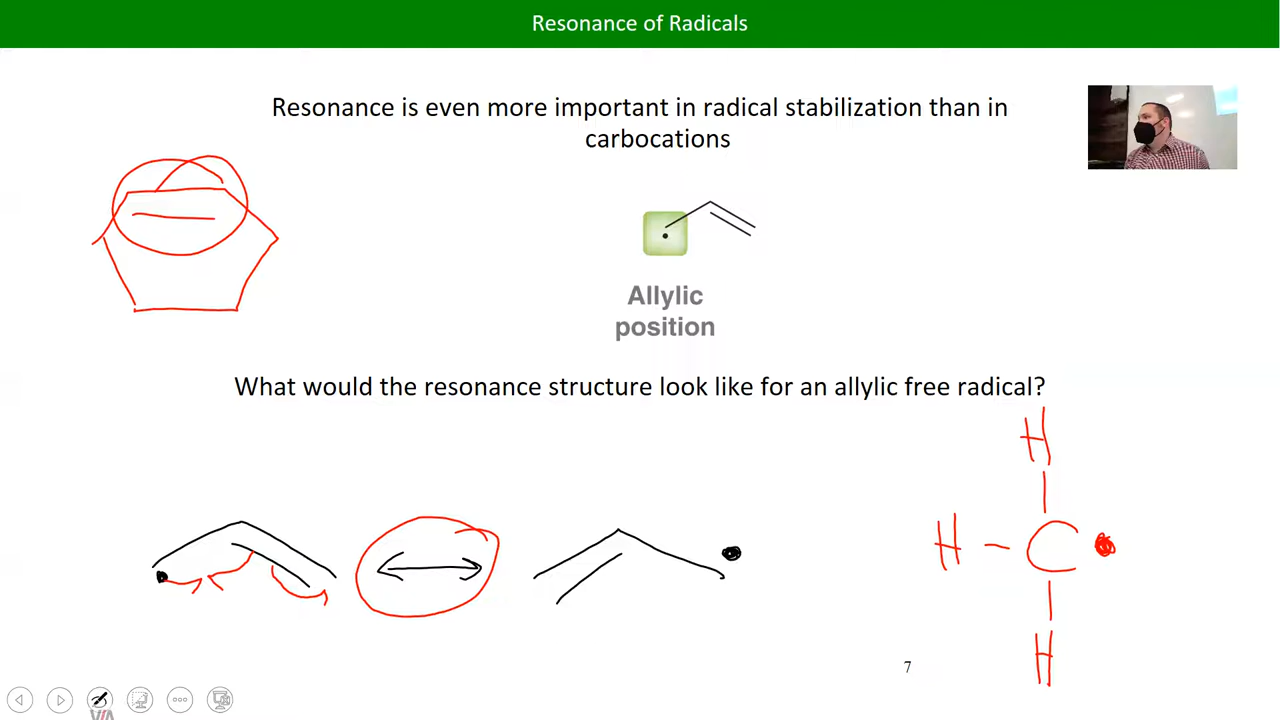 Resonance of Radicals
Resonance is even more important in radical stabilization than in
carbocations
Allylic
position
What would the resonance structure look like for an allylic free radical?
H
H - C
H
7
VIA